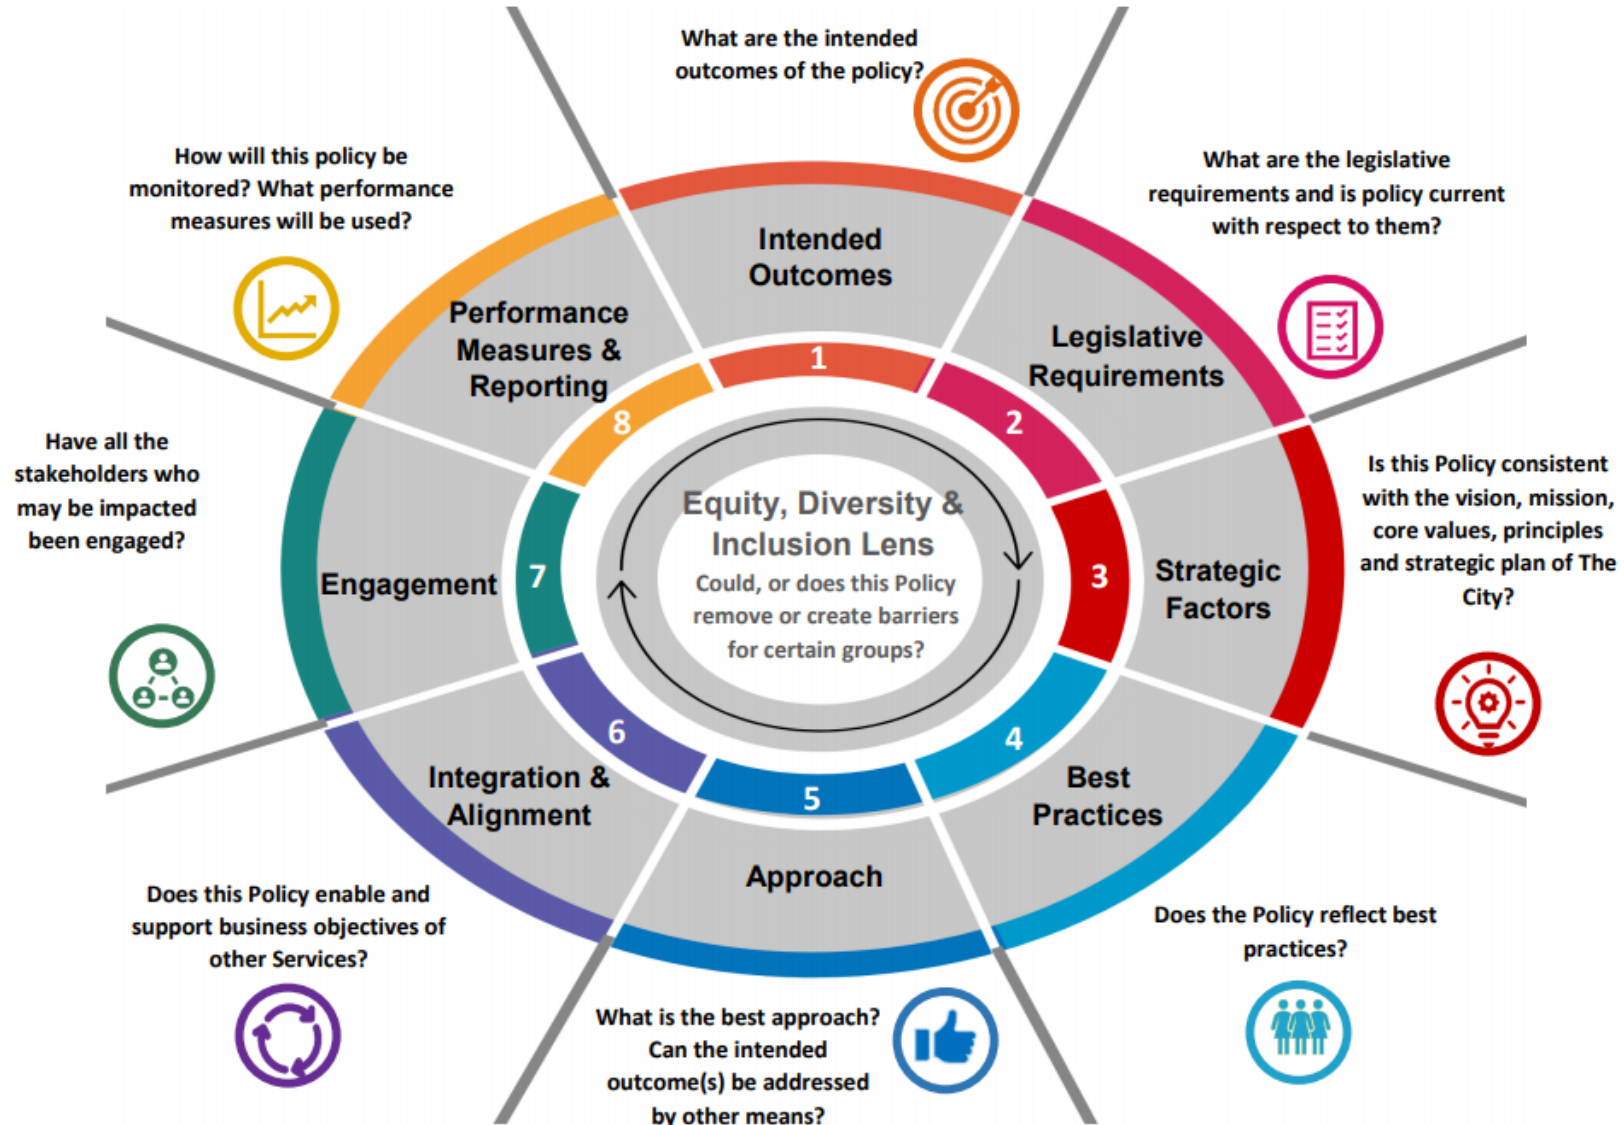 What are the intended
outcomes of the policy?
Intended
Outcomes
1
What are the legislative
requirements and is policy current
with respect to them?
Legislative
Requirements
2
Is this Policy consistent
with the vision, mission,
core values, principles
and strategic plan of The
City?
Strategic
Factors
3
Does the Policy reflect best
practices?
Best
Practices
4
What is the best approach?
Can the intended
outcome(s) be addressed
by other means?
Approach
5
Does this Policy enable and
support business objectives of
other Services?
Integration &
Alignment
6
Have all the
stakeholders who
may be impacted
been engaged?
Engagement
7
How will this policy be
monitored? What performance
measures will be used?
Performance
Measures &
Reporting
8
Equity, Diversity &
Inclusion Lens
Could, or does this Policy
remove or create barriers
for certain groups?